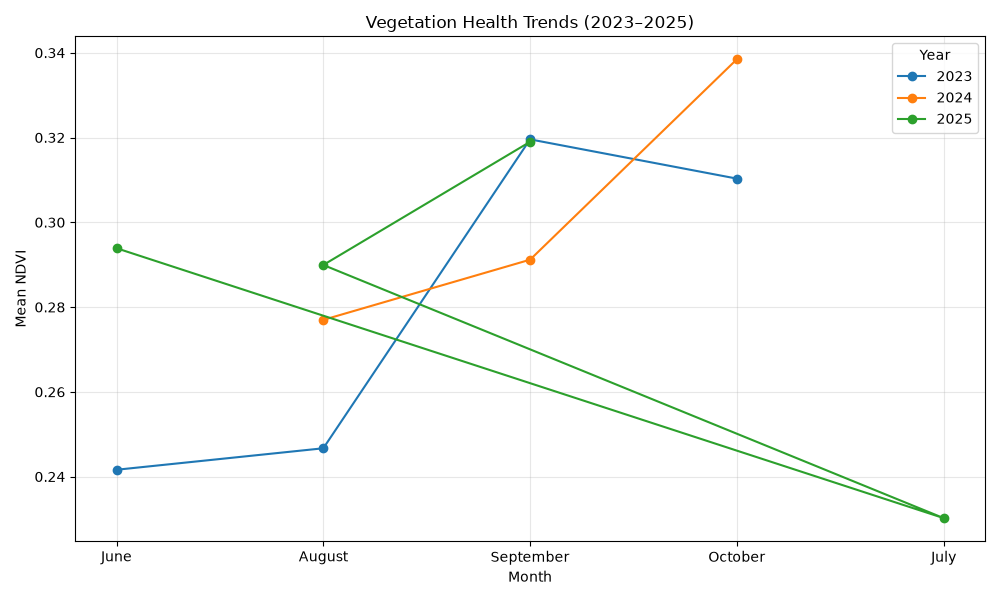 Vegetation Health Trends (2023–2025)
Year
2023
2024
2025
Mean NDVI
0.34
0.32
0.30
0.28
0.26
0.24
June August September October July
Month